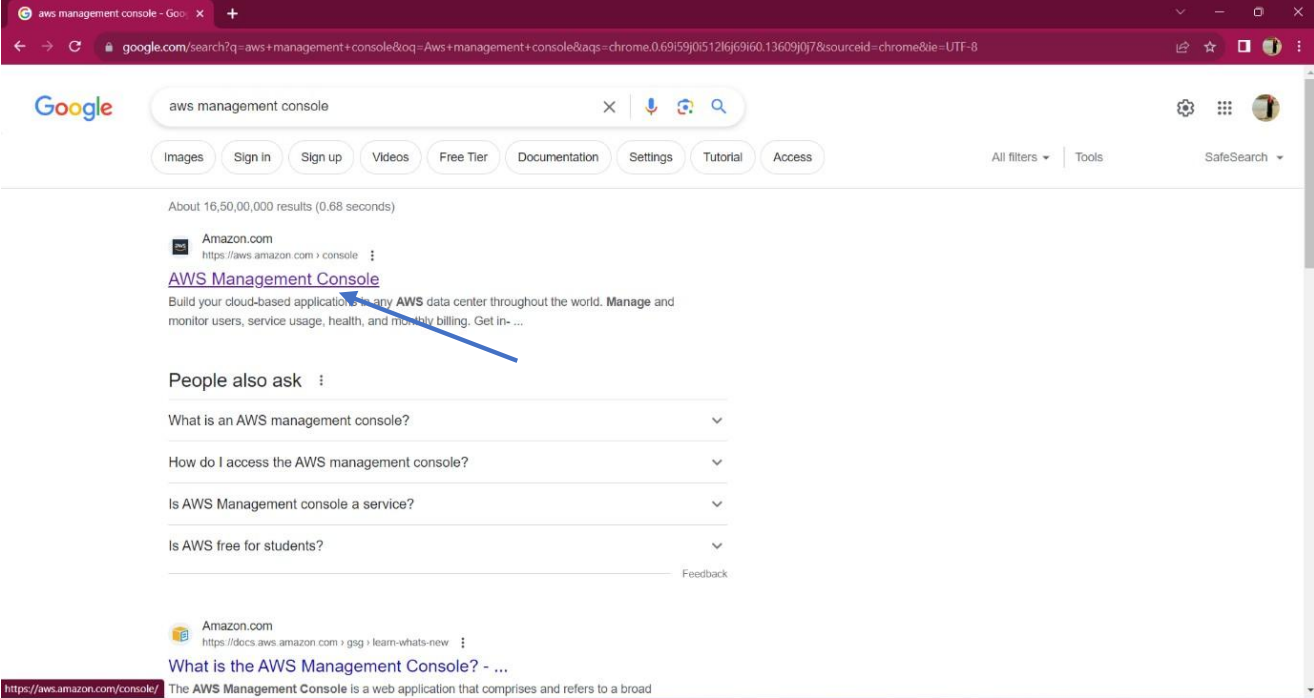 aws management console - Goo
google.com/search?q=aws+management+console&oq=Aws+management+console&aqs=chrome.0.69i59j0i512l6j69i60.13609j0j7&sourceid=chrome&ie=UTF-8
Google
aws management console
Images Sign in Sign up Videos Free Tier Documentation Settings Tutorial Access All filters Tools SafeSearch
About 16,50,00,000 results (0.68 seconds)
Amazon.com
https://aws.amazon.com › console
AWS Management Console
Build your cloud-based applications in any AWS data center throughout the world. Manage and
monitor users, service usage, health, and monthly billing. Get in- ...
People also ask
What is an AWS management console?
How do I access the AWS management console?
Is AWS Management console a service?
Is AWS free for students?
Feedback
Amazon.com
https://docs.aws.amazon.com › gsg › learn-whats-new
What is the AWS Management Console? - ...
https://aws.amazon.com/console/
The AWS Management Console is a web application that comprises and refers to a broad